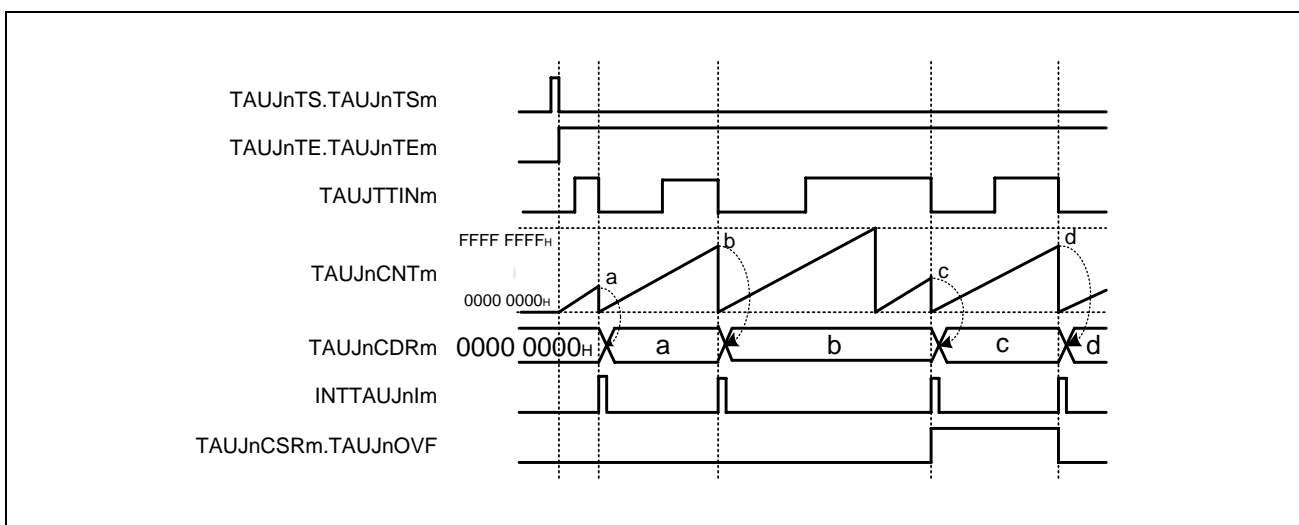 TAUJnTS.TAUJnTSm
TAUJnTE.TAUJnTEm
TAUJTTINm
FFFF FFFFH
TAUJnCNTm
0000 0000H
a
b
c
d
TAUJnCDRm
0000 0000H
a
b
c
d
INTTAUJnIm
TAUJnCSRm.TAUJnOVF